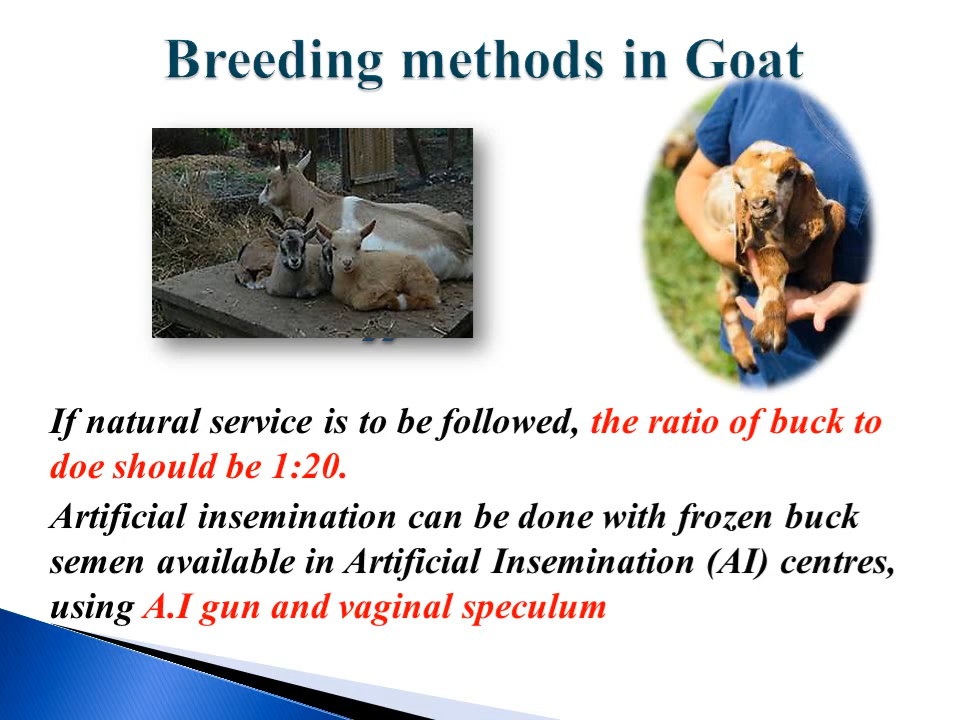 Breeding methods in Goat
If natural service is to be followed, the ratio of buck to
doe should be 1:20.
Artificial insemination can be done with frozen buck
semen available in Artificial Insemination (AI) centres,
using A.I gun and vaginal speculum